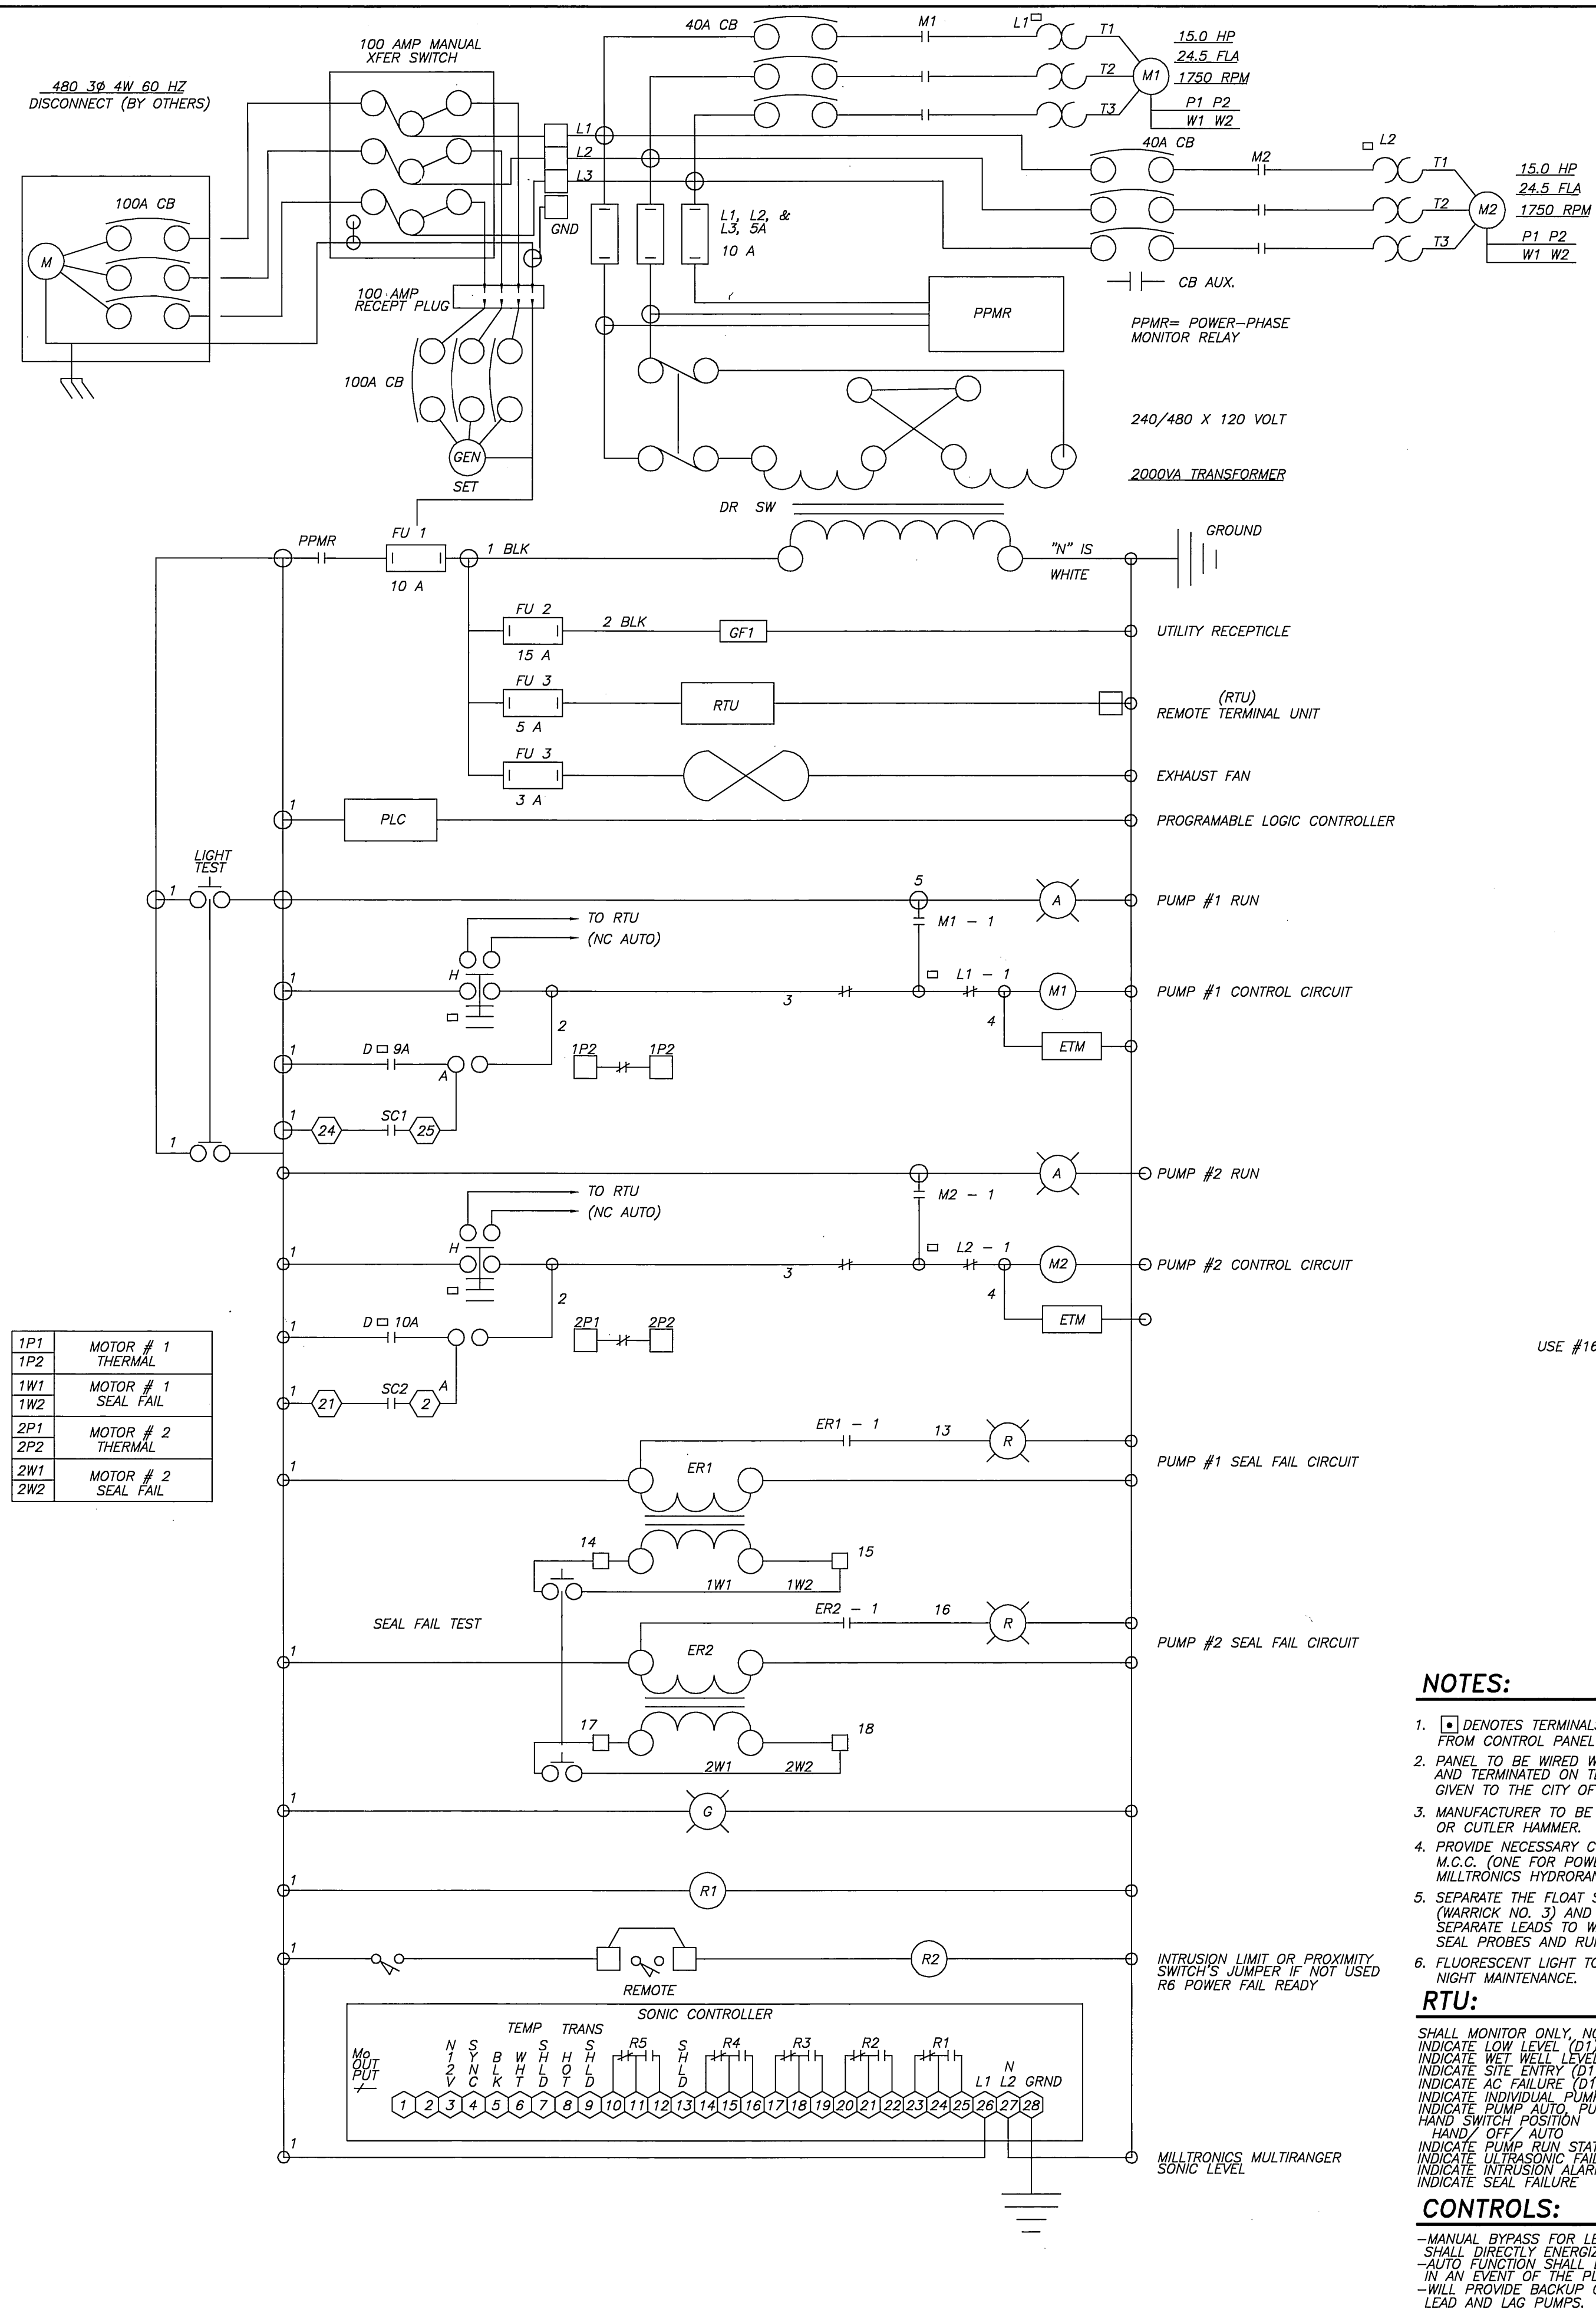 480 3Ø 4W 60 HZ
DISCONNECT (BY OTHERS)
100 AMP MANUAL
XFER SWITCH
40A CB
M1
L1
T1
T2
T3
M1
15.0 HP
24.5 FLA
1750 RPM
P1 P2
W1 W2
L1
L2
L3
GND
40A CB
M2
L2
T1
T2
T3
M2
15.0 HP
24.5 FLA
1750 RPM
P1 P2
W1 W2
100A CB
M
L1, L2, &
L3, 5A
10 A
CB AUX.
100 AMP
RECEPT PLUG
PPMR
PPMR= POWER-PHASE
MONITOR RELAY
100A CB
GEN
SET
240/480 X 120 VOLT
2000VA TRANSFORMER
DR SW
PPMR
FU 1
10 A
1 BLK
"N" IS
WHITE
GROUND
FU 2
15 A
2 BLK
GF1
UTILITY RECEPTICLE
FU 3
5 A
RTU
(RTU)
REMOTE TERMINAL UNIT
FU 3
3 A
EXHAUST FAN
1
PLC
PROGRAMABLE LOGIC CONTROLLER
LIGHT
TEST
1
5
A
PUMP #1 RUN
TO RTU
(NC AUTO)
M1 - 1
1
H
3
L1 - 1
M1
PUMP #1 CONTROL CIRCUIT
2
4
ETM
1
D 9A
A
1P2
1P2
1
24
SC1
25
1
A
PUMP #2 RUN
TO RTU
(NC AUTO)
M2 - 1
1
H
3
L2 - 1
M2
PUMP #2 CONTROL CIRCUIT
2
4
ETM
1
D 10A
2P1
2P2
1
21
SC2
2
A
1P1
1P2
MOTOR # 1
THERMAL
1W1
1W2
MOTOR # 1
SEAL FAIL
2P1
2P2
MOTOR # 2
THERMAL
2W1
2W2
MOTOR # 2
SEAL FAIL
USE #16
ER1 - 1
13
R
1
ER1
PUMP #1 SEAL FAIL CIRCUIT
14
15
1W1
1W2
SEAL FAIL TEST
ER2 - 1
16
R
1
ER2
PUMP #2 SEAL FAIL CIRCUIT
17
18
2W1
2W2
1
G
1
R1
1
REMOTE
R2
INTRUSION LIMIT OR PROXIMITY
SWITCH'S JUMPER IF NOT USED
R6 POWER FAIL READY
SONIC CONTROLLER
TEMP
TRANS
Mo
OUT
PUT
N12V
SYNC
BLK
WHT
SHLD
HOT
SHLD
R5
SHLD
R4
R3
R2
R1
L1
N
L2
GRND
1 2 3 4 5 6 7 8 9 10 11 12 13 14 15 16 17 18 19 20 21 22 23 24 25 26 27 28
1
MILLTRONICS MULTIRANGER
SONIC LEVEL
NOTES:
1. DENOTES TERMINALS
FROM CONTROL PANEL
2. PANEL TO BE WIRED W
AND TERMINATED ON TE
GIVEN TO THE CITY OF
3. MANUFACTURER TO BE
OR CUTLER HAMMER.
4. PROVIDE NECESSARY C
M.C.C. (ONE FOR POWE
MILLTRONICS HYDRORAN
5. SEPARATE THE FLOAT S
(WARRICK NO. 3) AND
SEPARATE LEADS TO W
SEAL PROBES AND RUN
6. FLUORESCENT LIGHT TO
NIGHT MAINTENANCE.
RTU:
SHALL MONITOR ONLY, NO
INDICATE LOW LEVEL (D1)
INDICATE WET WELL LEVEL
INDICATE SITE ENTRY (D1
INDICATE AC FAILURE (D1
INDICATE INDIVIDUAL PUMP
INDICATE PUMP AUTO, PU
HAND SWITCH POSITION
HAND/ OFF/ AUTO
INDICATE PUMP RUN STAT
INDICATE ULTRASONIC FAIL
INDICATE INTRUSION ALARM
INDICATE SEAL FAILURE
CONTROLS:
-MANUAL BYPASS FOR LE
SHALL DIRECTLY ENERGIZ
-AUTO FUNCTION SHALL B
IN AN EVENT OF THE PL
-WILL PROVIDE BACKUP C
LEAD AND LAG PUMPS.